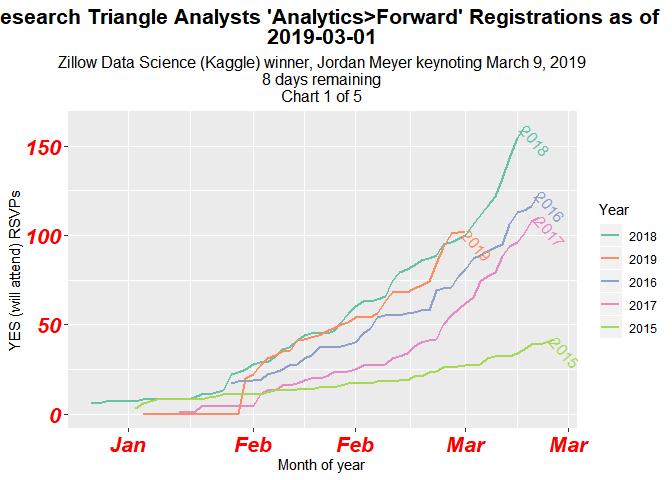 esearch Triangle Analysts 'Analytics>Forward' Registrations as of
2019-03-01
Zillow Data Science (Kaggle) winner, Jordan Meyer keynoting March 9, 2019
8 days remaining
Chart 1 of 5
YES (will attend) RSVPs
150
100
50
0
2018
2016
2017
2019
2015
Year
2018
2019
2016
2017
2015
Jan Feb Feb Mar Mar
Month of year